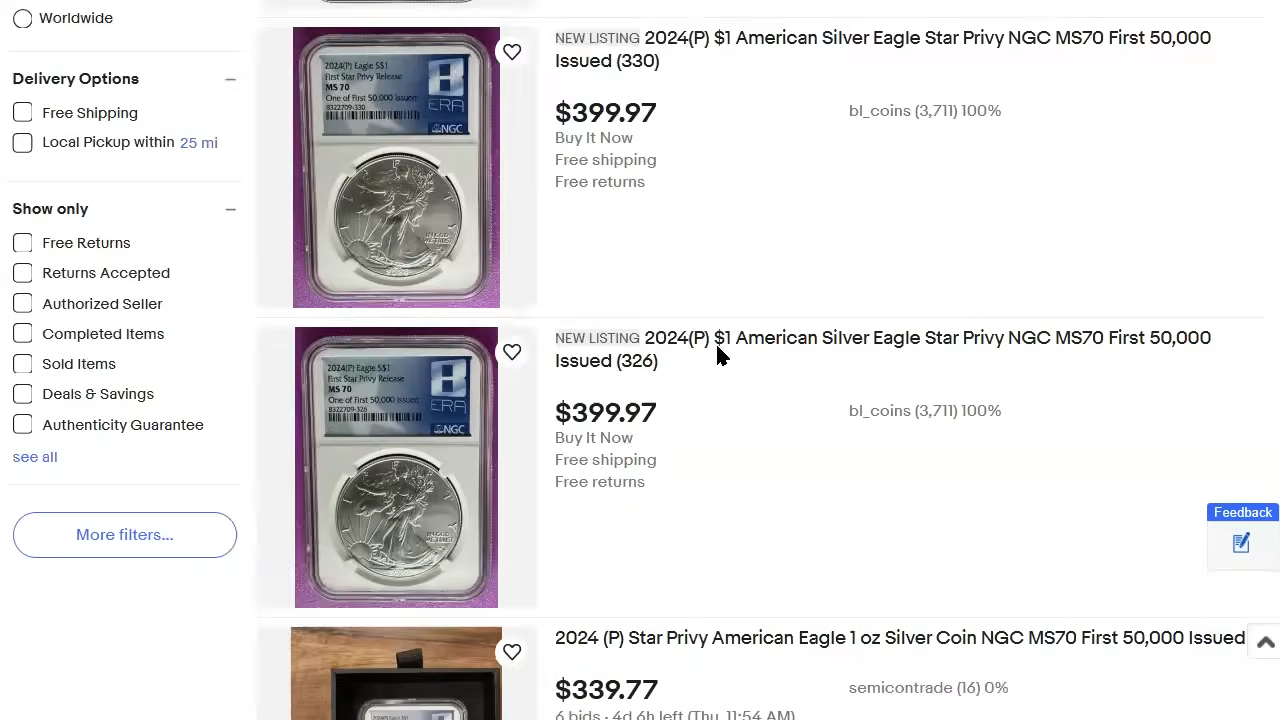 Worldwide
Delivery Options
Free Shipping
Local Pickup within 25 mi
Show only
Free Returns
Returns Accepted
Authorized Seller
Completed Items
Sold Items
Deals & Savings
Authenticity Guarantee
see all
More filters...
2024(P) Eagle S$1
First Star Privy Release
MS 70
One of First 50,000 Issued
8322709-330
ERA
NGC
NEW LISTING 2024(P) $1 American Silver Eagle Star Privy NGC MS70 First 50,000
Issued (330)
$399.97
bl_coins (3,711) 100%
Buy It Now
Free shipping
Free returns
2024(P) Eagle S$1
First Star Privy Release
MS 70
One of First 50,000 Issued
8322709-326
ERA
NGC
NEW LISTING 2024(P) $1 American Silver Eagle Star Privy NGC MS70 First 50,000
Issued (326)
$399.97
bl_coins (3,711) 100%
Buy It Now
Free shipping
Free returns
Feedback
2024 (P) Star Privy American Eagle 1 oz Silver Coin NGC MS70 First 50,000 Issued
$339.77
semicontrade (16) 0%
6 bids · 4d 6h left (Thu, 11:54 AM)